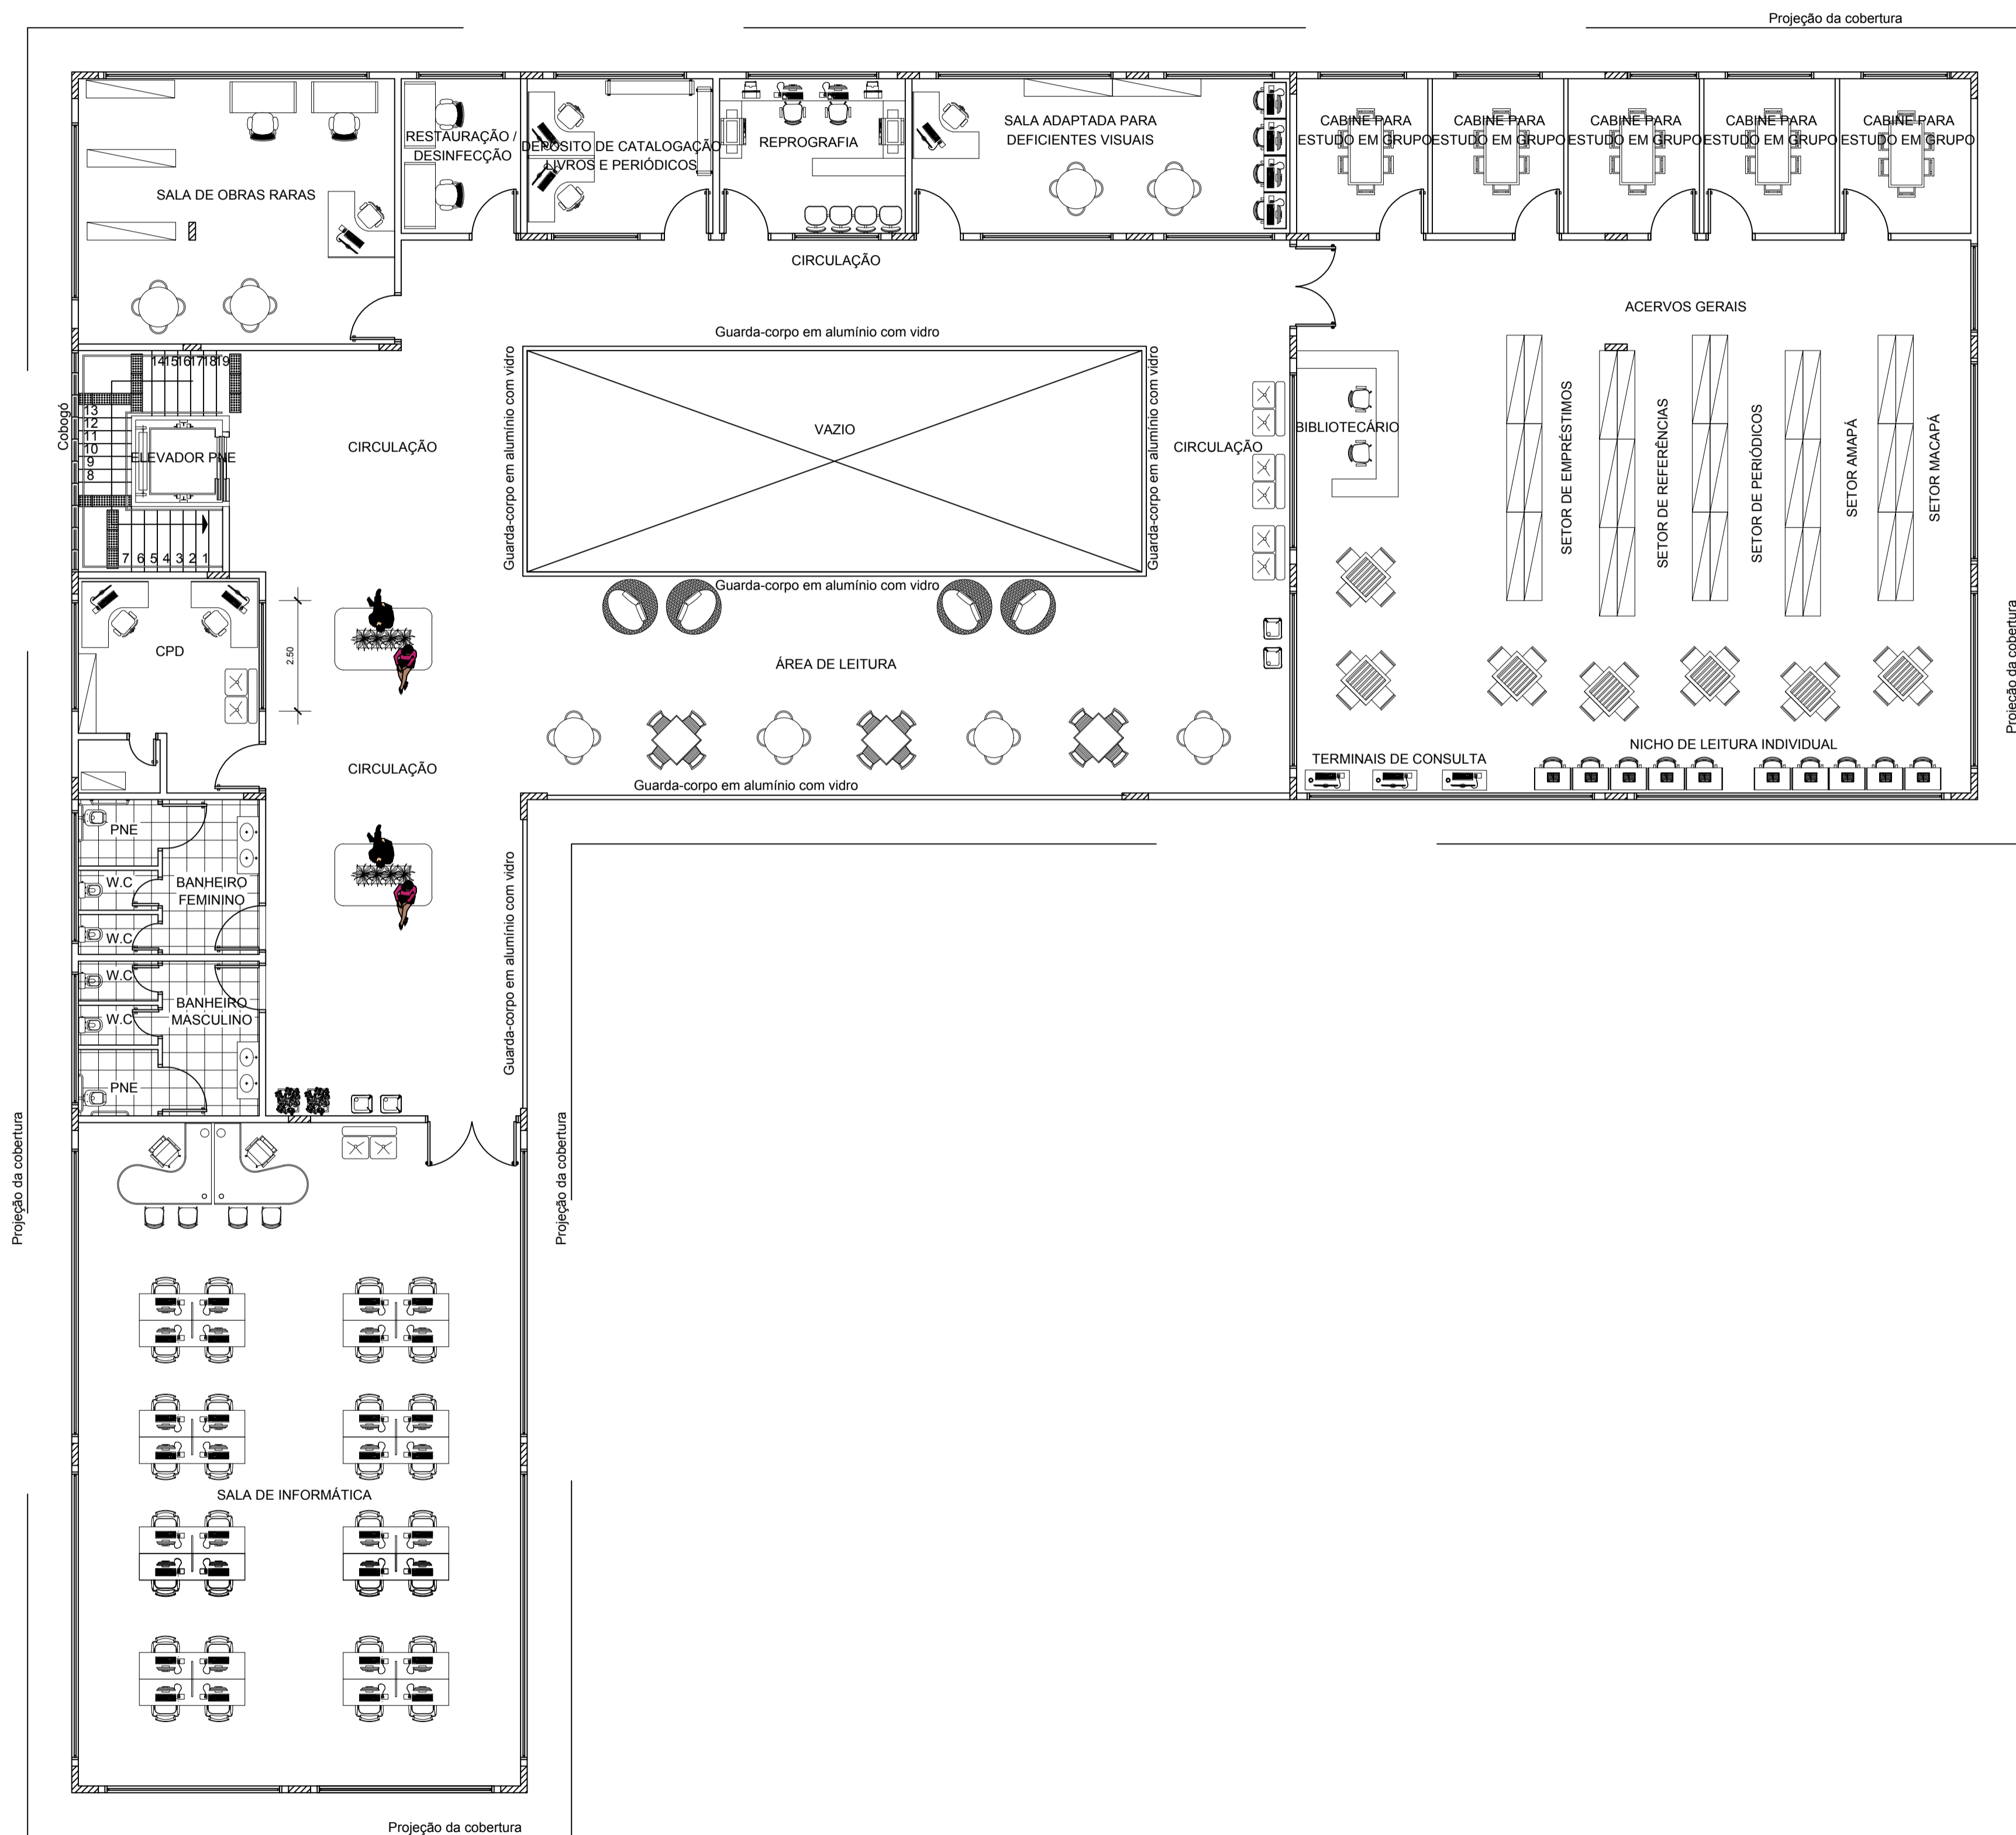 Projeção da cobertura
RESTAURAÇÃO /
DESINFECÇÃO
DEPÓSITO DE CATALOGAÇÃO
LIVROS E PERIÓDICOS
REPROGRAFIA
SALA ADAPTADA PARA
DEFICIENTES VISUAIS
CABINE PARA
ESTUDO EM GRUPO
CABINE PARA
ESTUDO EM GRUPO
CABINE PARA
ESTUDO EM GRUPO
CABINE PARA
ESTUDO EM GRUPO
CABINE PARA
ESTUDO EM GRUPO
SALA DE OBRAS RARAS
CIRCULAÇÃO
ACERVOS GERAIS
Guarda-corpo em alumínio com vidro
Guarda-corpo em alumínio com vidro
Guarda-corpo em alumínio com vidro
14 15 16 17 18 19
Cobogó
13
12
11
10
9
8
ELEVADOR PNE
7 6 5 4 3 2 1
CIRCULAÇÃO
VAZIO
CIRCULAÇÃO
BIBLIOTECÁRIO
SETOR DE EMPRÉSTIMOS
SETOR DE REFERÊNCIAS
SETOR DE PERIÓDICOS
SETOR AMAPÁ
SETOR MACAPÁ
Guarda-corpo em alumínio com vidro
CPD
2.50
ÁREA DE LEITURA
Projeção da cobertura
CIRCULAÇÃO
Guarda-corpo em alumínio com vidro
TERMINAIS DE CONSULTA
NICHO DE LEITURA INDIVIDUAL
PNE
W.C
BANHEIRO
FEMININO
W.C
W.C
BANHEIRO
MASCULINO
W.C
PNE
Guarda-corpo em alumínio com vidro
Projeção da cobertura
Projeção da cobertura
SALA DE INFORMÁTICA
Projeção da cobertura